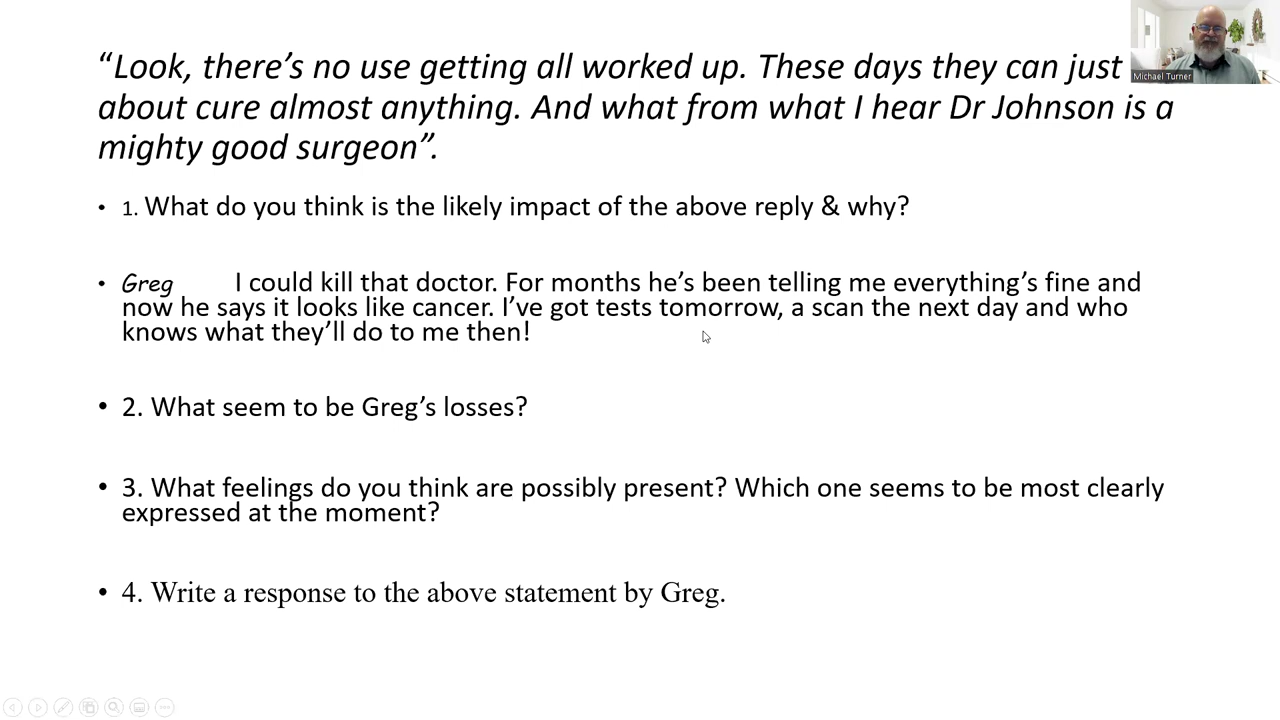 “Look, there’s no use getting all worked up. These days they can just
Michael Turner
about cure almost anything. And what from what I hear Dr Johnson is a
mighty good surgeon”.
• 1. What do you think is the likely impact of the above reply & why?
• Greg I could kill that doctor. For months he’s been telling me everything’s fine and
now he says it looks like cancer. I’ve got tests tomorrow, a scan the next day and who
knows what they’ll do to me then!
• 2. What seem to be Greg’s losses?
• 3. What feelings do you think are possibly present? Which one seems to be most clearly
expressed at the moment?
• 4. Write a response to the above statement by Greg.